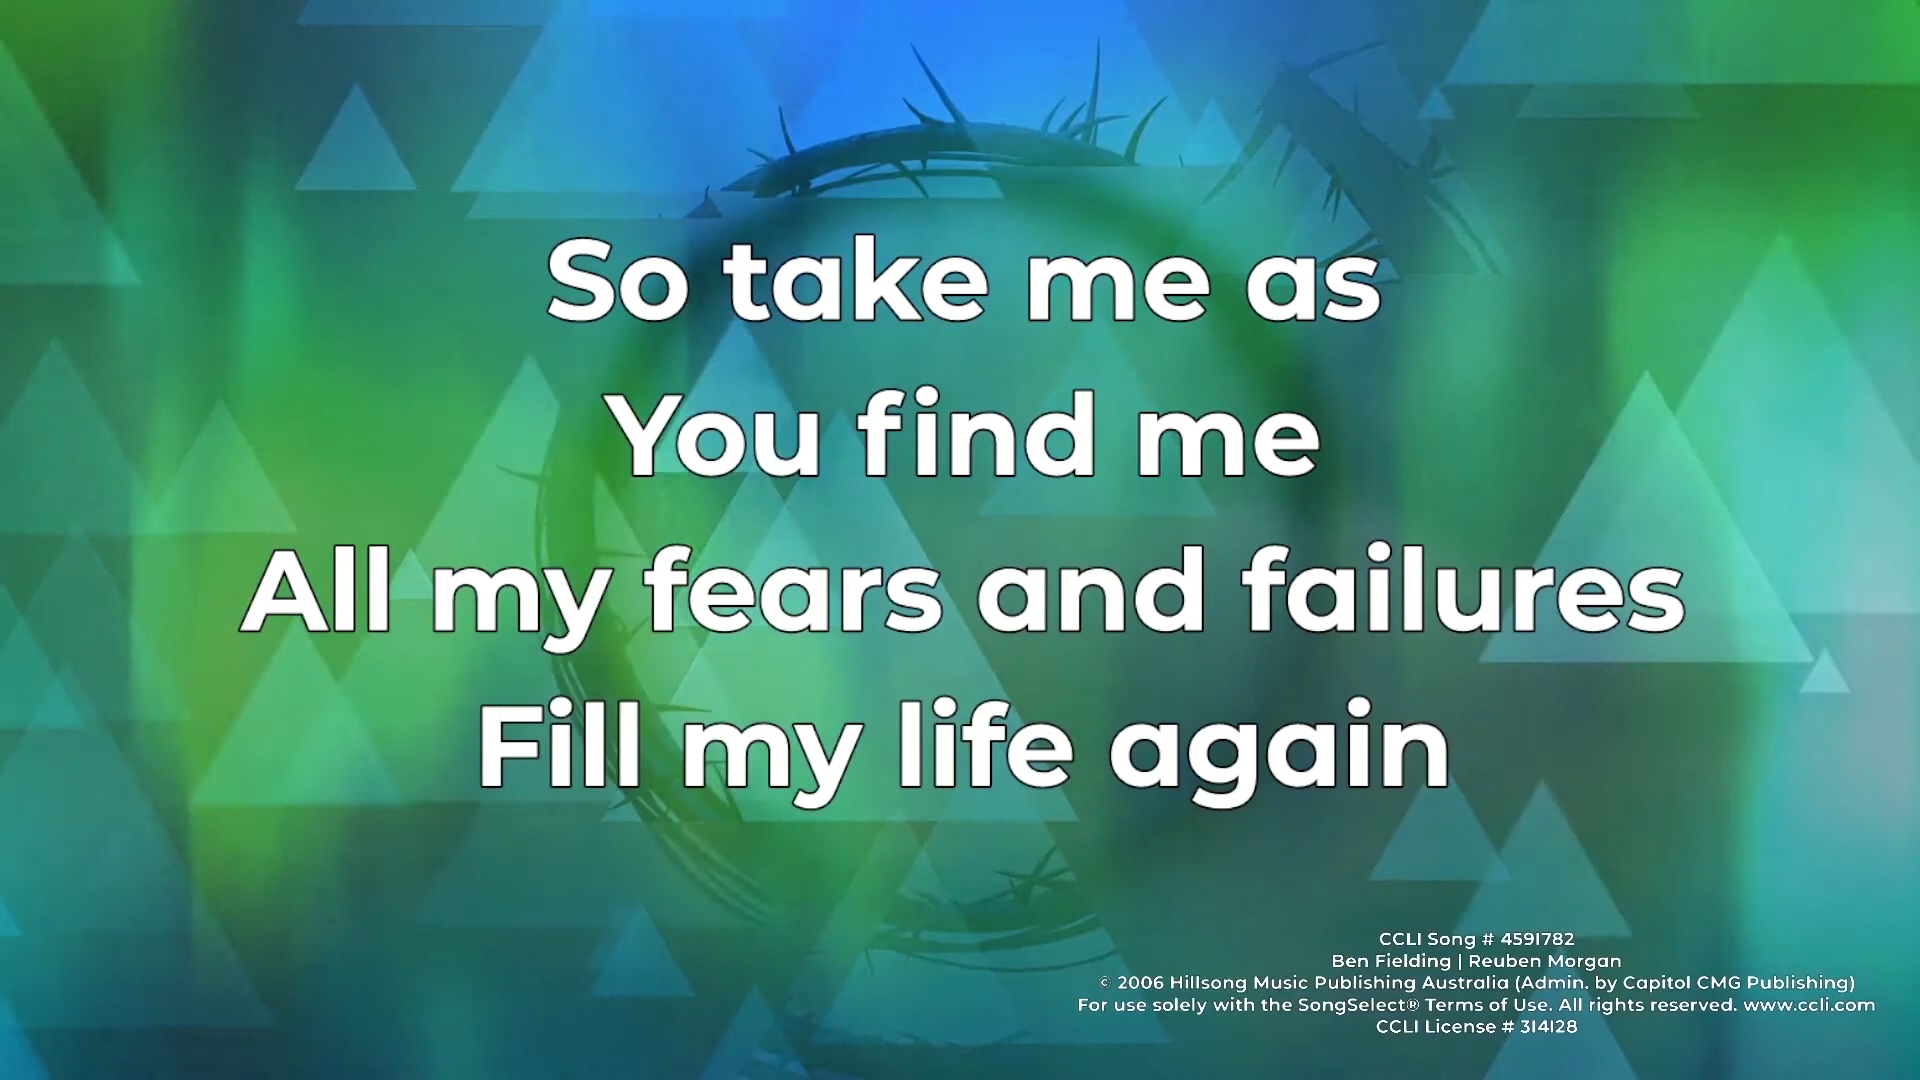 So take me as
You find me
All my fears and failures
Fill my life again
CCLI Song # 4591782
Ben Fielding | Reuben Morgan
© 2006 Hillsong Music Publishing Australia (Admin. by Capitol CMG Publishing)
For use solely with the SongSelect® Terms of Use. All rights reserved. www.ccli.com
CCLI License # 314128